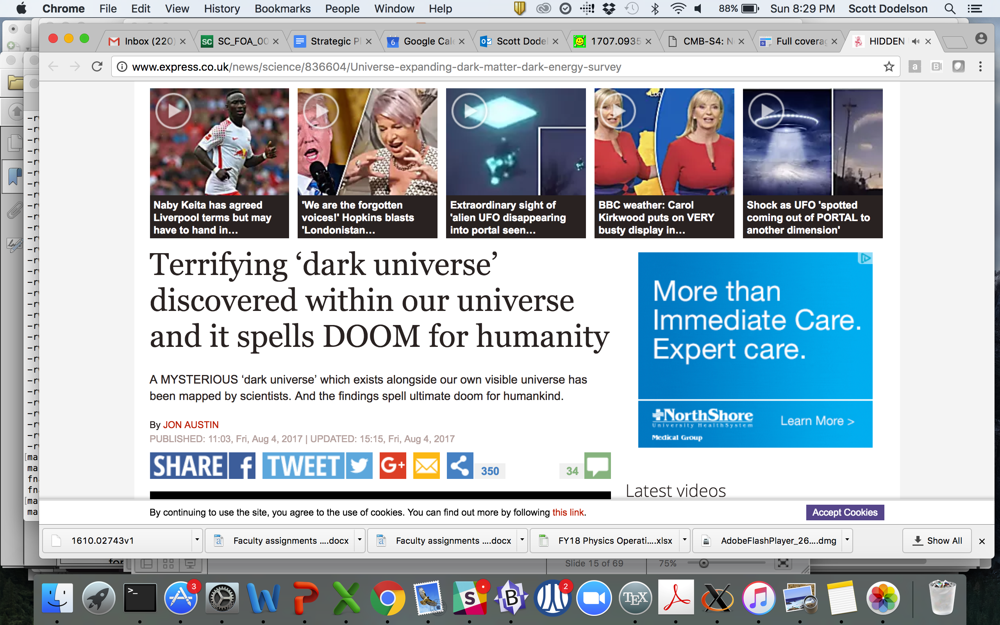 Chrome File Edit View History Bookmarks People Window Help 88% Sun 8:29 PM Scott Dodelson
Inbox (220) SC_FOA_00 Strategic Pl 6 Google Cale Scott Dodel 1707.0935 CMB-S4: N Full coverag HIDDEN
www.express.co.uk/news/science/836604/Universe-expanding-dark-matter-dark-energy-survey
Naby Keita has agreed
Liverpool terms but may
have to hand in...
'We are the forgotten
voices!' Hopkins blasts
'Londonistan...
Extraordinary sight of
'alien UFO disappearing
into portal seen...
BBC weather: Carol
Kirkwood puts on VERY
busty display in...
Shock as UFO 'spotted
coming out of PORTAL to
another dimension'
Terrifying ‘dark universe’
discovered within our universe
and it spells DOOM for humanity
A MYSTERIOUS ‘dark universe’ which exists alongside our own visible universe has
been mapped by scientists. And the findings spell ultimate doom for humankind.
By JON AUSTIN
PUBLISHED: 11:03, Fri, Aug 4, 2017 | UPDATED: 15:15, Fri, Aug 4, 2017
SHARE f TWEET G+ 350 34
More than
Immediate Care.
Expert care.
NorthShore
University HealthSystem
Medical Group
Learn More >
Latest videos
By continuing to use the site, you agree to the use of cookies. You can find out more by following this link.
Accept Cookies
1610.02743v1 Faculty assignments ....docx Faculty assignments ....docx FY18 Physics Operati....xlsx AdobeFlashPlayer_26....dmg Show All
Slide 15 of 69 75%
3 2